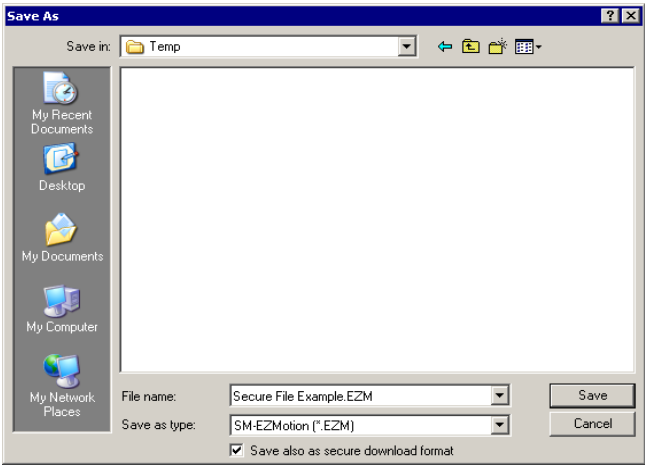 Save As
Save in: Temp
My Recent
Documents
Desktop
My Documents
My Computer
My Network
Places
File name: Secure File Example.EZM Save
Save as type: SM-EZMotion (*.EZM) Cancel
Save also as secure download format